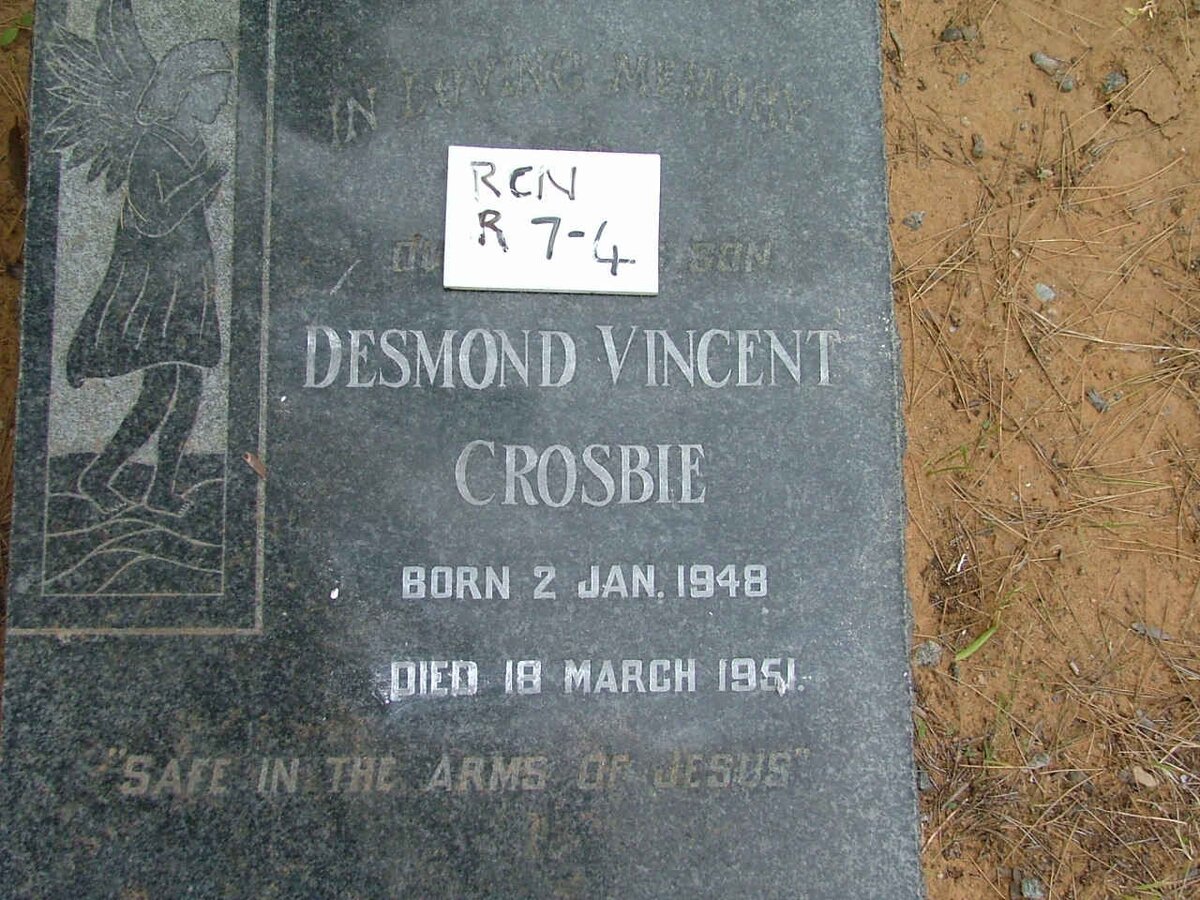 IN LOVING MEMORY
RCN
R 7-4
SON
DESMOND VINCENT
CROSBIE
BORN 2 JAN. 1948
DIED 18 MARCH 1951.
"SAFE IN THE ARMS OF JESUS"